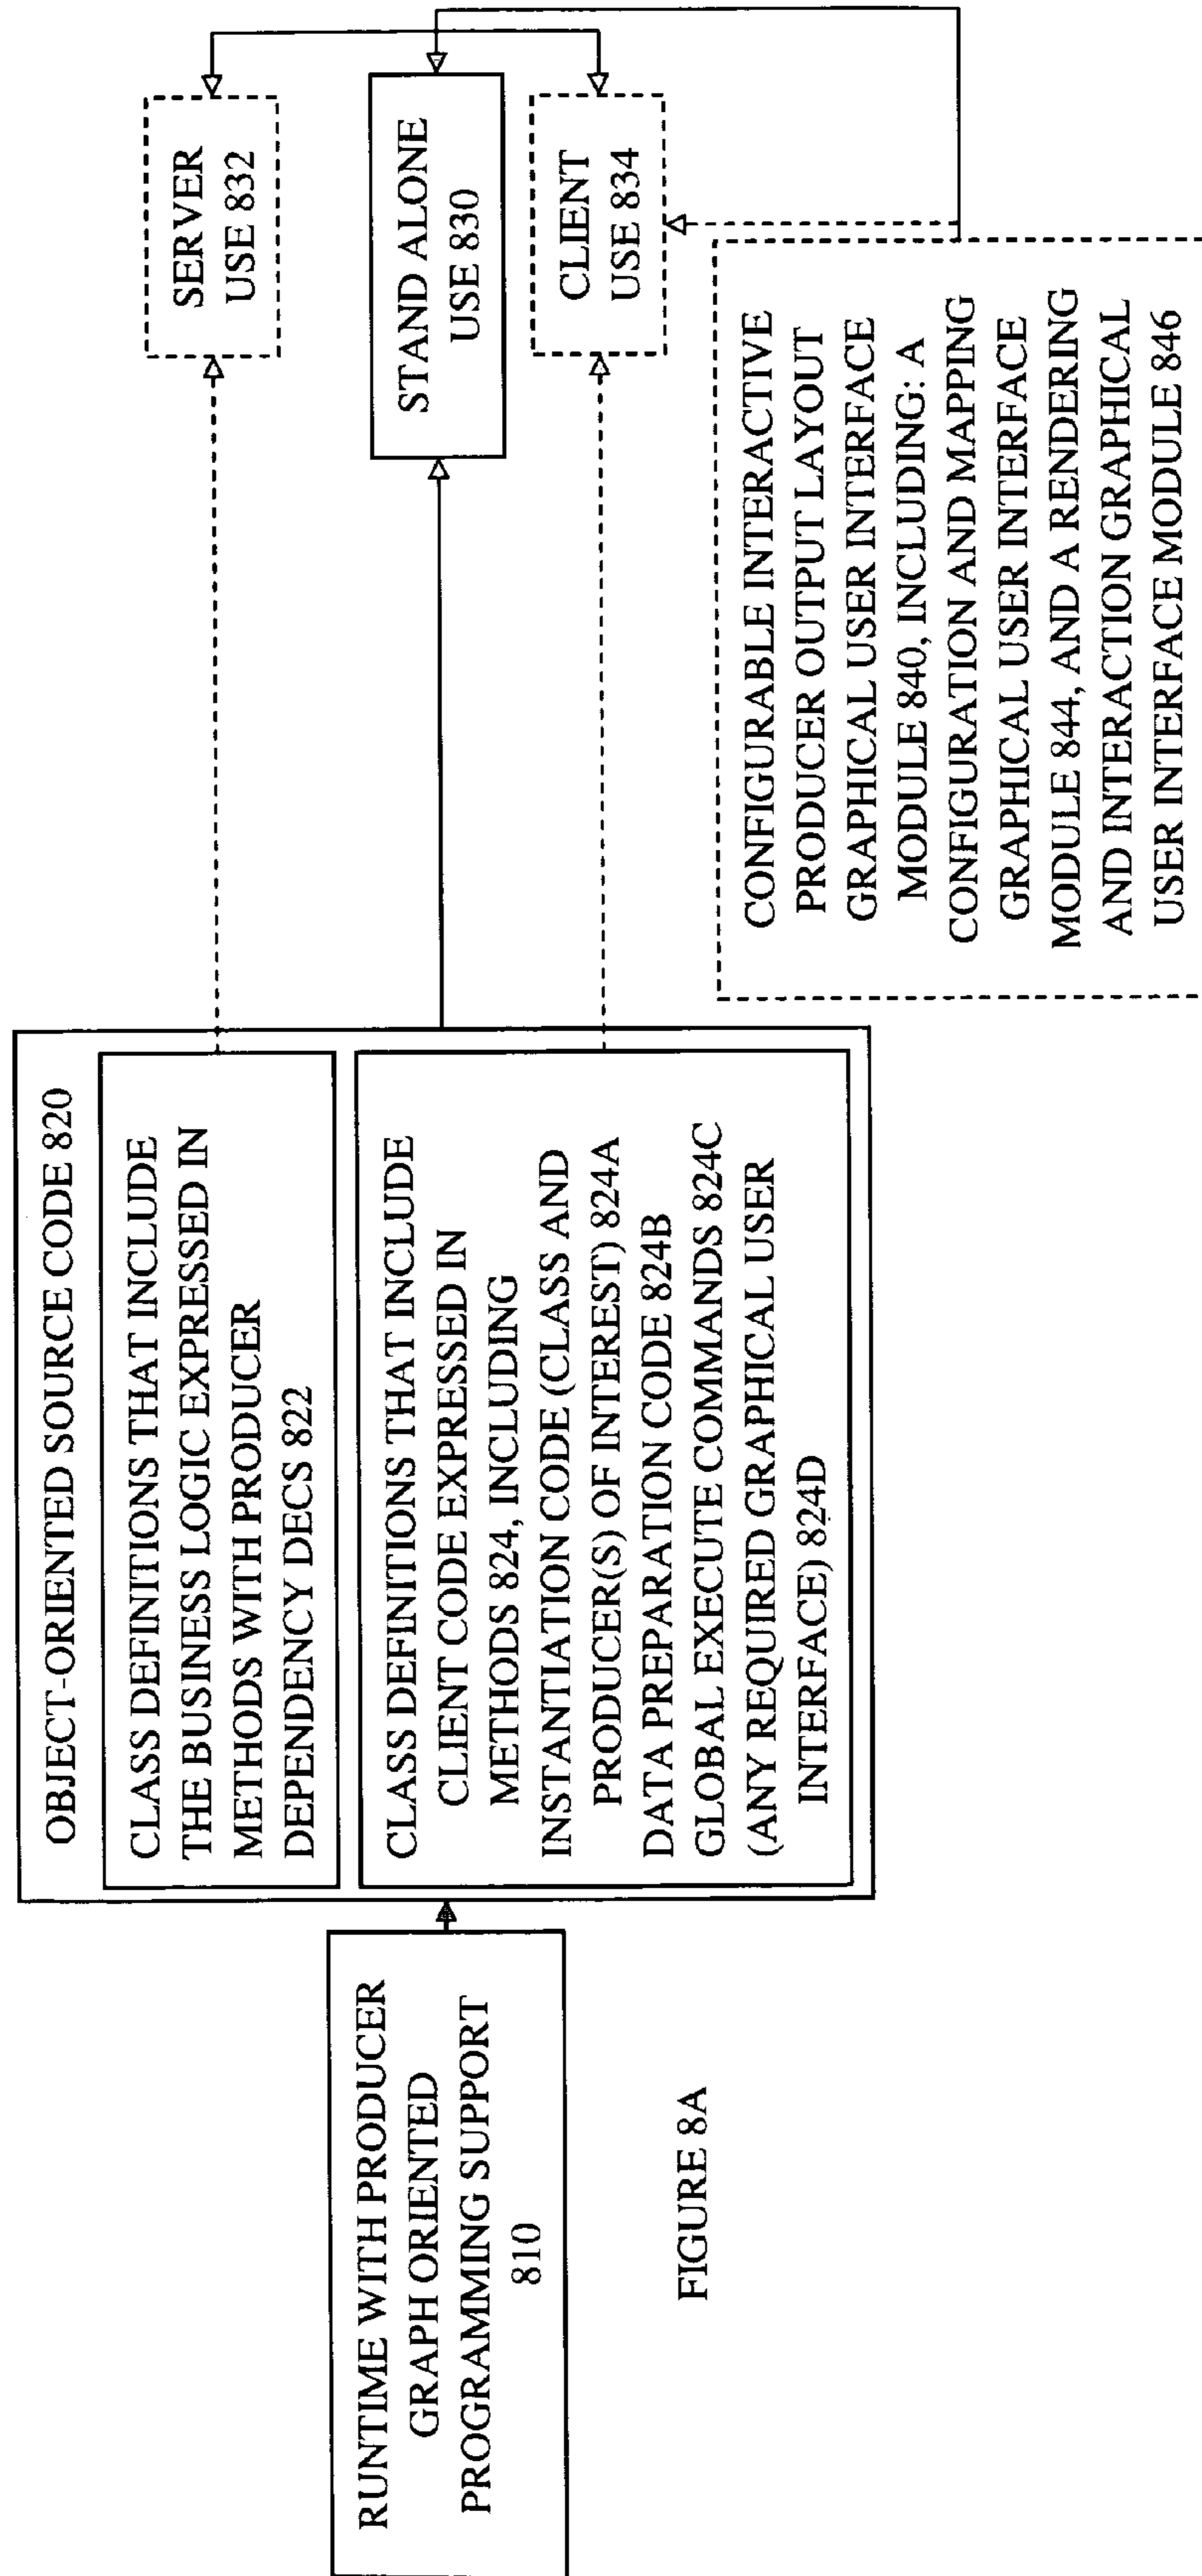 RUNTIME WITH PRODUCER
GRAPH ORIENTED
PROGRAMMING SUPPORT
810
OBJECT-ORIENTED SOURCE CODE 820
CLASS DEFINITIONS THAT INCLUDE
THE BUSINESS LOGIC EXPRESSED IN
METHODS WITH PRODUCER
DEPENDENCY DECS 822
CLASS DEFINITIONS THAT INCLUDE
CLIENT CODE EXPRESSED IN
METHODS 824, INCLUDING
INSTANTIATION CODE (CLASS AND
PRODUCER(S) OF INTEREST) 824A
DATA PREPARATION CODE 824B
GLOBAL EXECUTE COMMANDS 824C
(ANY REQUIRED GRAPHICAL USER
INTERFACE) 824D
SERVER
USE 832
STAND ALONE
USE 830
CLIENT
USE 834
CONFIGURABLE INTERACTIVE
PRODUCER OUTPUT LAYOUT
GRAPHICAL USER INTERFACE
MODULE 840, INCLUDING: A
CONFIGURATION AND MAPPING
GRAPHICAL USER INTERFACE
MODULE 844, AND A RENDERING
AND INTERACTION GRAPHICAL
USER INTERFACE MODULE 846
FIGURE 8A